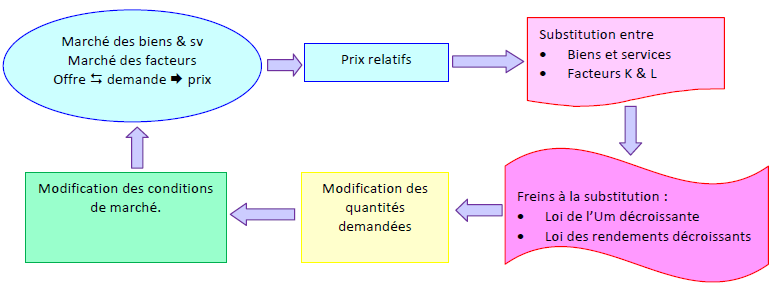 Marché des biens & sv
Marché des facteurs
Offre ⇆ demande ➡ prix
Prix relatifs
Substitution entre
• Biens et services
• Facteurs K & L
Freins à la substitution :
• Loi de l’Um décroissante
• Loi des rendements décroissants
Modification des
quantités
demandées
Modification des conditions
de marché.